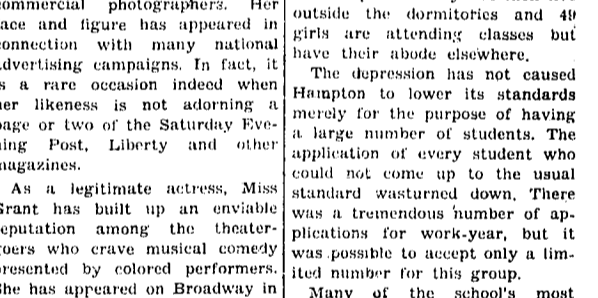 ommercial photographers. Her
ace and figure has appeared in
onnection with many national
dvertising campaigns. In fact, it
s a rare occasion indeed when
er likeness is not adorning a
page or two of the Saturday Eve-
ning Post, Liberty and other
magazines.
As a legitimate actress, Miss
Grant has built up an enviable
reputation among the theater-
goers who crave musical comedy
presented by colored performers.
She has appeared on Broadway in
outside the dormitories and 49
girls are attending classes but
have their abode elsewhere.
The depression has not caused
Hampton to lower its standards
merely for the purpose of having
a large number of students. The
application of every student who
could not come up to the usual
standard wasturned down. There
was a tremendous number of ap-
plications for work-year, but it
was possible to accept only a lim-
ited number for this group.
Many of the school's most